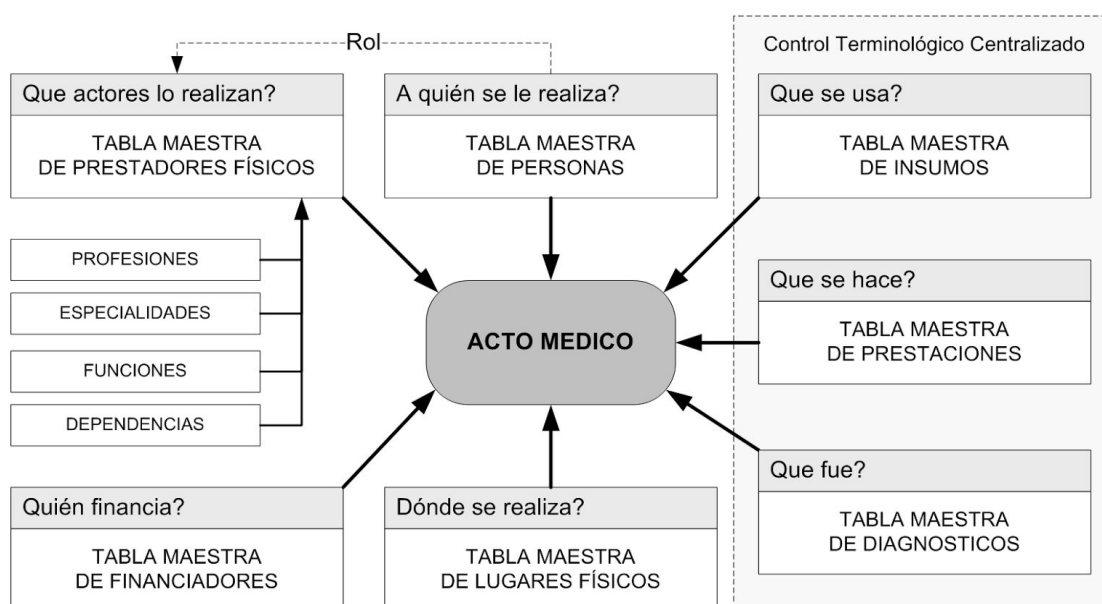 Rol
Control Terminológico Centralizado
Que actores lo realizan?
TABLA MAESTRA
DE PRESTADORES FÍSICOS
A quién se le realiza?
TABLA MAESTRA
DE PERSONAS
Que se usa?
TABLA MAESTRA
DE INSUMOS
PROFESIONES
ESPECIALIDADES
FUNCIONES
DEPENDENCIAS
ACTO MEDICO
Que se hace?
TABLA MAESTRA
DE PRESTACIONES
Quién financia?
TABLA MAESTRA
DE FINANCIADORES
Dónde se realiza?
TABLA MAESTRA
DE LUGARES FÍSICOS
Que fue?
TABLA MAESTRA
DE DIAGNOSTICOS